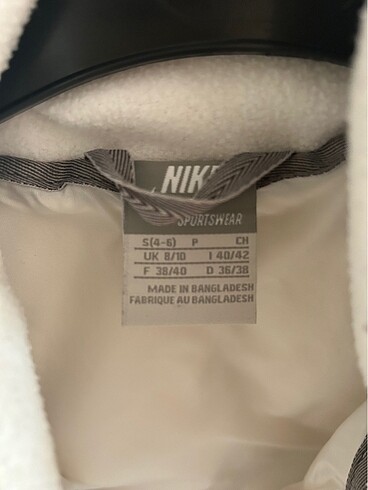 NIKE
SPORTSWEAR
S(4-6) P CH
UK 8/10 I 40/42
F 38/40 D 36/38
MADE IN BANGLADESH
FABRIQUE AU BANGLADESH